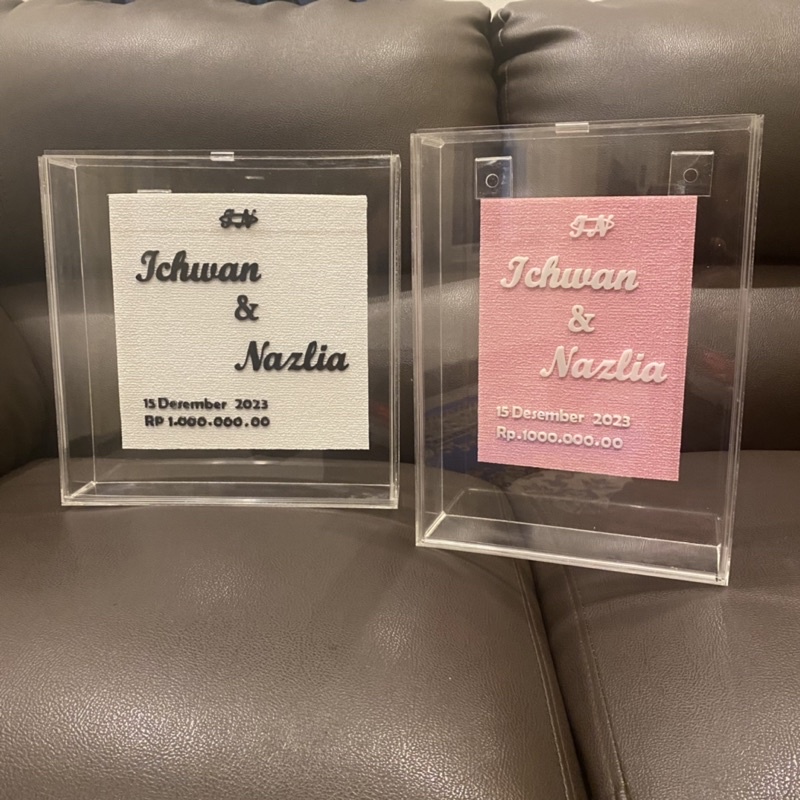 I N
Ichwan
&
Nazlia
15 Desember 2023
RP 1.000.000.00
I N
Ichwan
&
Nazlia
15 Desember 2023
Rp.1000.000.00